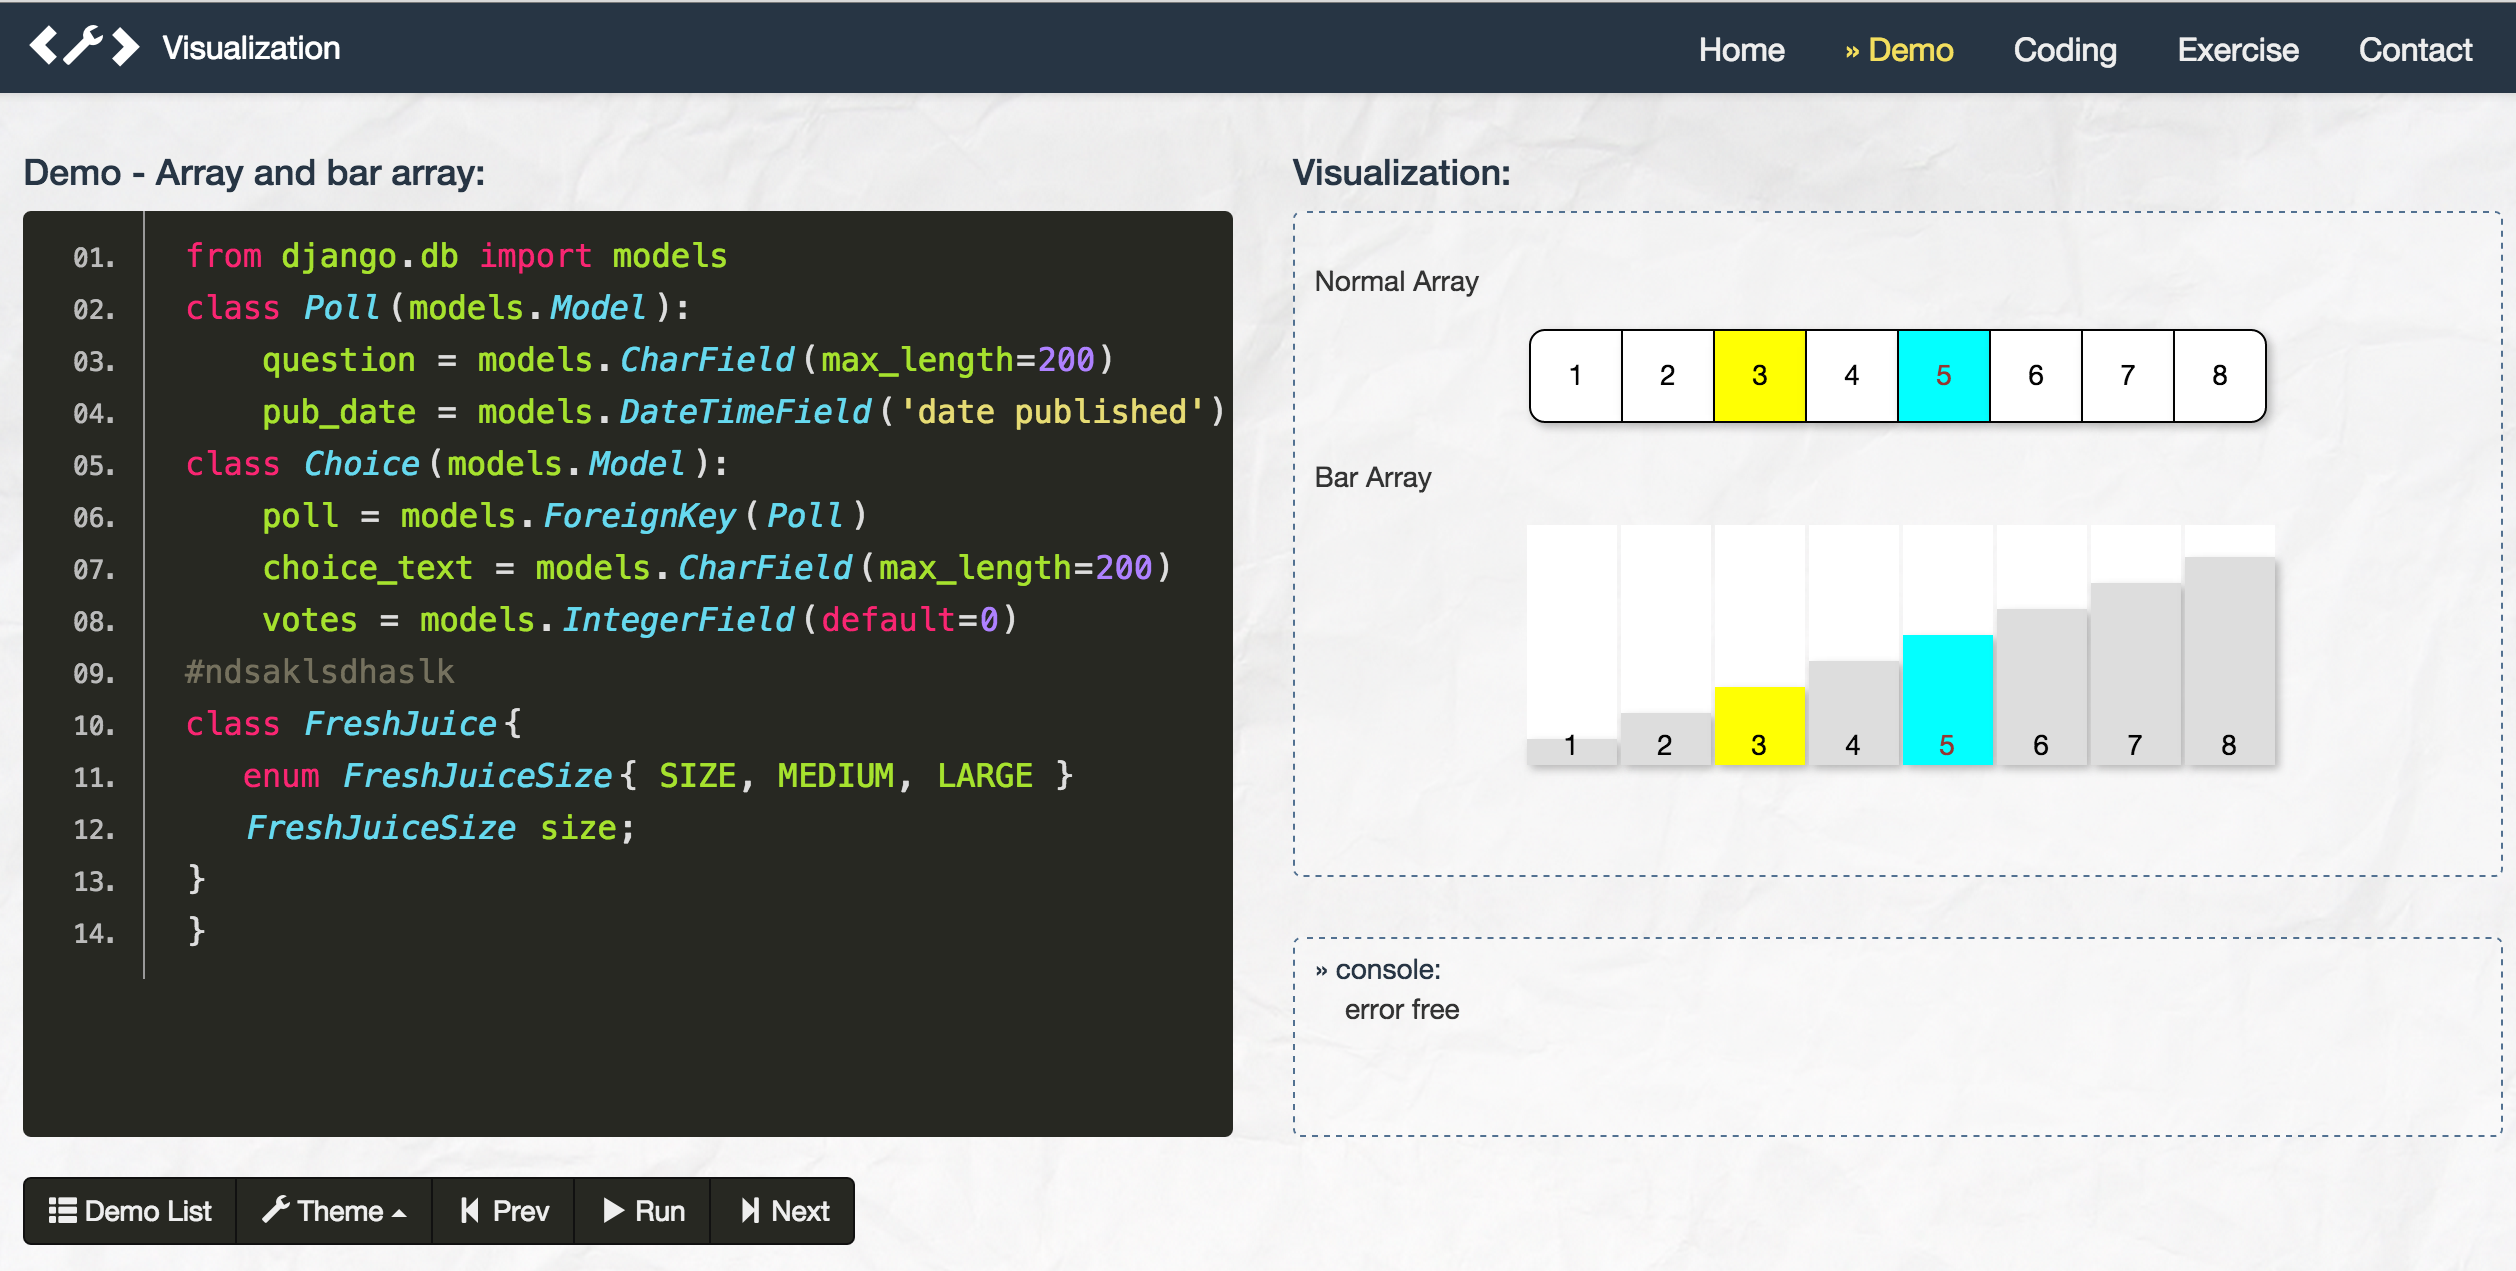 Visualization
Home » Demo Coding Exercise Contact
Demo - Array and bar array:
01. from django.db import models
02. class Poll(models.Model):
03. question = models.CharField(max_length=200)
04. pub_date = models.DateTimeField('date published')
05. class Choice(models.Model):
06. poll = models.ForeignKey(Poll)
07. choice_text = models.CharField(max_length=200)
08. votes = models.IntegerField(default=0)
09. #ndsaklsdhaslk
10. class FreshJuice{
11. enum FreshJuiceSize{ SIZE, MEDIUM, LARGE }
12. FreshJuiceSize size;
13. }
14. }
Demo List Theme Prev Run Next
Visualization:
Normal Array
1 2 3 4 5 6 7 8
Bar Array
1 2 3 4 5 6 7 8
» console:
error free